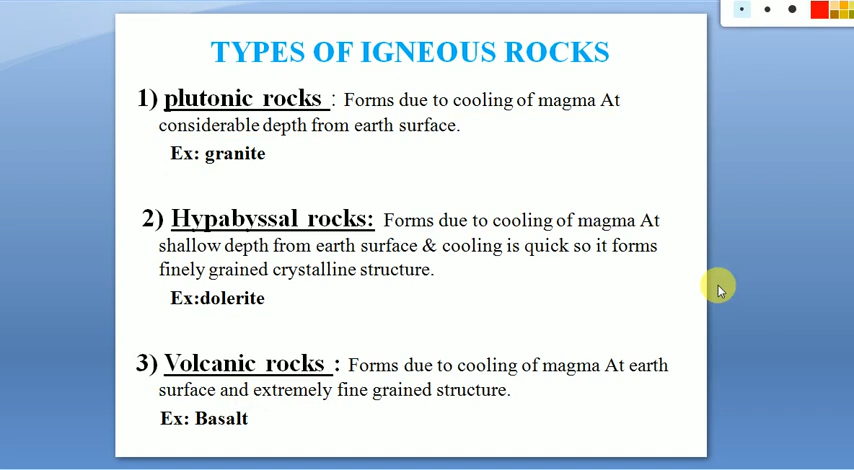 TYPES OF IGNEOUS ROCKS
1) plutonic rocks : Forms due to cooling of magma At
considerable depth from earth surface.
Ex: granite
2) Hypabyssal rocks: Forms due to cooling of magma At
shallow depth from earth surface & cooling is quick so it forms
finely grained crystalline structure.
Ex:dolerite
3) Volcanic rocks : Forms due to cooling of magma At earth
surface and extremely fine grained structure.
Ex: Basalt